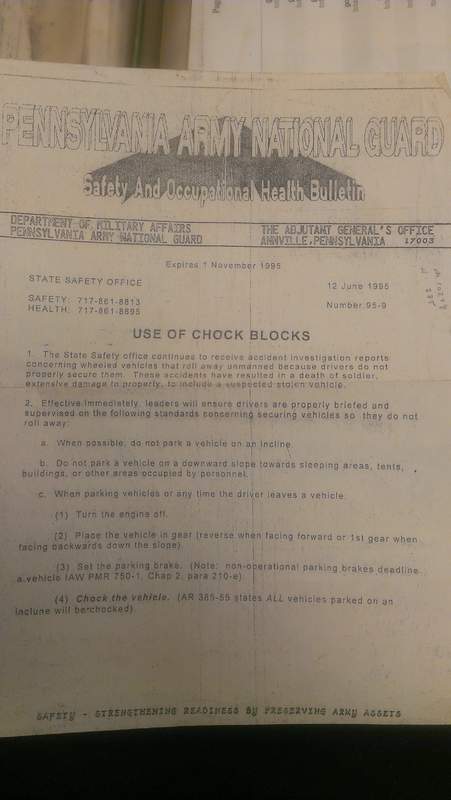 PENNSYLVANIA ARMY NATIONAL GUARD
Safety And Occupational Health Bulletin
DEPARTMENT OF MILITARY AFFAIRS
PENNSYLVANIA ARMY NATIONAL GUARD
THE ADJUTANT GENERAL'S OFFICE
ANNVILLE, PENNSYLVANIA 17003
Expires 1 November 1995
STATE SAFETY OFFICE
SAFETY: 717-861-8813
HEALTH: 717-861-8895
12 June 1995
Number 95-9
USE OF CHOCK BLOCKS
1. The State Safety office continues to receive accident investigation reports
concerning wheeled vehicles that roll away unmanned because drivers do not
properly secure them. These accidents have resulted in a death of soldier,
extensive damage to property, to include a suspected stolen vehicle.
2. Effective immediately, leaders will ensure drivers are properly briefed and
supervised on the following standards concerning securing vehicles so they do not
roll away:
a. When possible, do not park a vehicle on an incline.
b. Do not park a vehicle on a downward slope towards sleeping areas, tents,
buildings, or other areas occupied by personnel.
c. When parking vehicles or any time the driver leaves a vehicle:
(1) Turn the engine off.
(2) Place the vehicle in gear (reverse when facing forward or 1st gear when
facing backwards down the slope).
(3) Set the parking brake. (Note: non-operational parking brakes deadline
a vehicle IAW PMR 750-1, Chap 2, para 210-e).
(4) Chock the vehicle. (AR 385-55 states ALL vehicles parked on an
incline will be chocked).
SAFETY - STRENGTHENING READINESS BY PRESERVING ARMY ASSETS